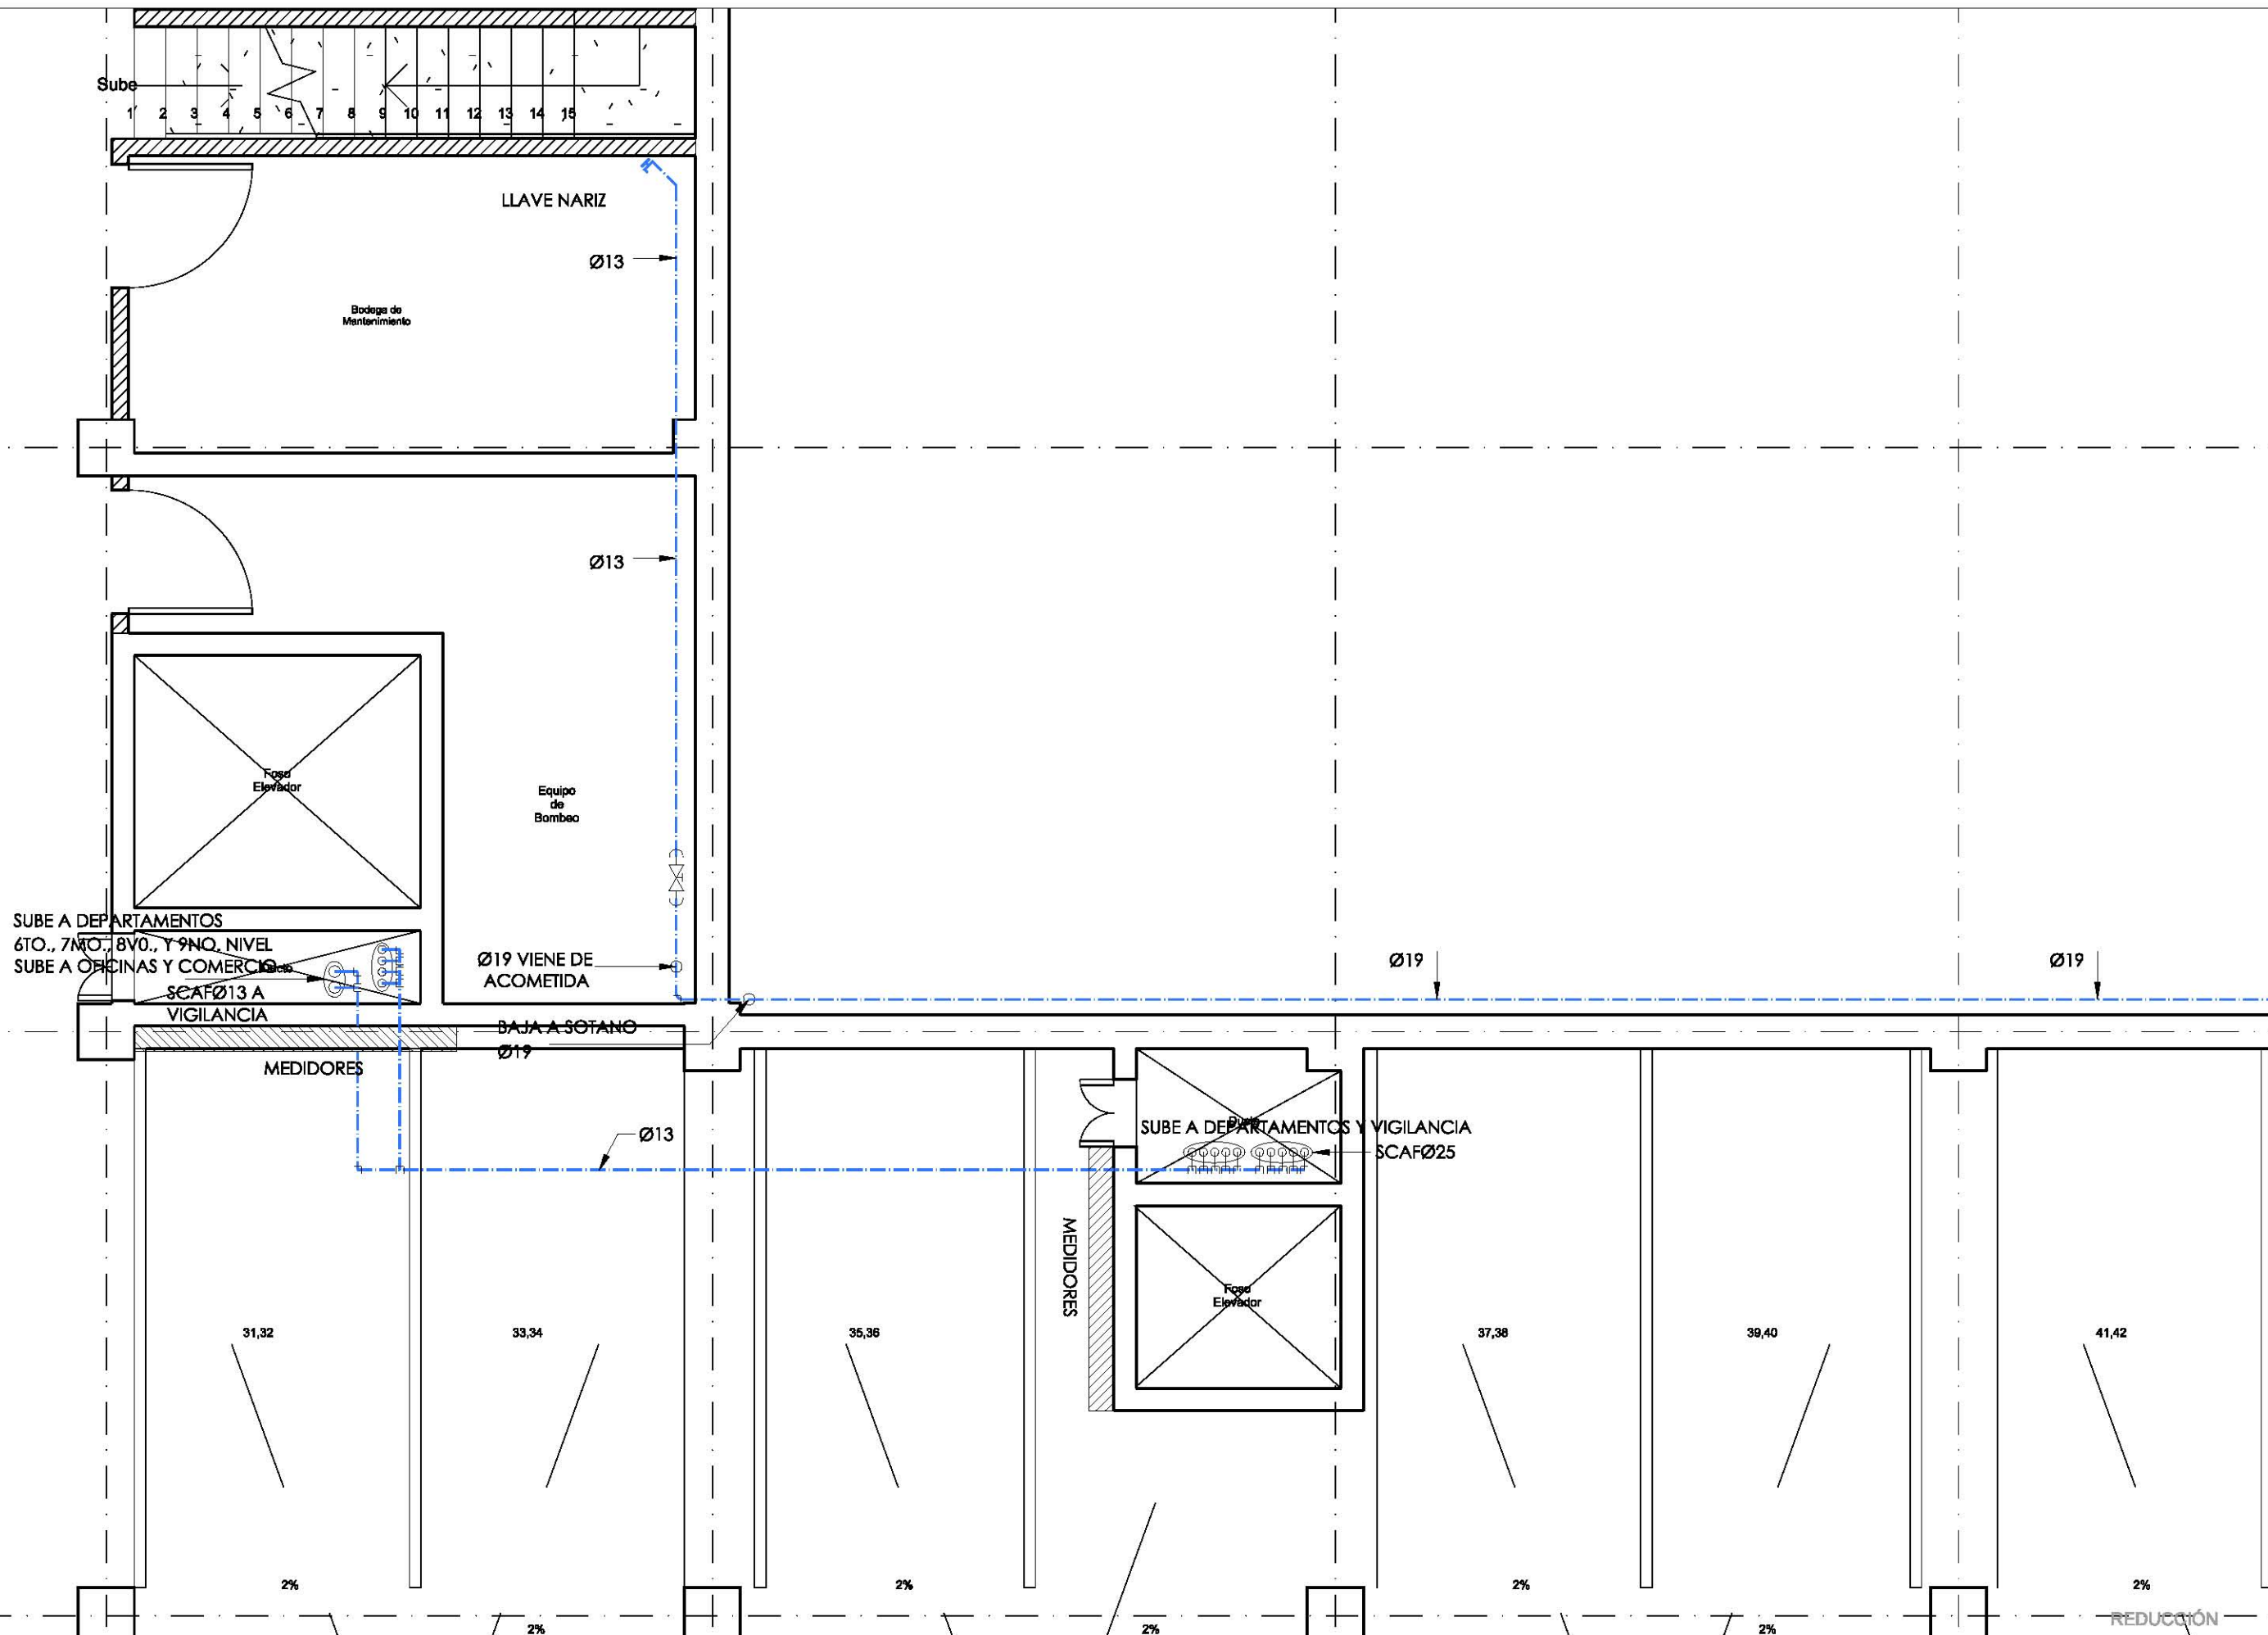 Sube
1 2 3 4 5 6 7 8 9 10 11 12 13 14 15
LLAVE NARIZ
Ø13
Bodega de
Mantenimiento
Ø13
Foso
Elevador
Equipo
de
Bombeo
SUBE A DEPARTAMENTOS
6TO., 7MO., 8V0., Y 9NO. NIVEL
SUBE A OFICINAS Y COMERCIO
Ducto
SCAFØ13 A
VIGILANCIA
Ø19 VIENE DE
ACOMETIDA
Ø19
Ø19
BAJA A SOTANO
Ø19
MEDIDORES
Ø13
Ducto
SUBE A DEPARTAMENTOS Y VIGILANCIA
SCAFØ25
MEDIDORES
Foso
Elevador
31,32
33,34
35,36
37,38
39,40
41,42
2%
2%
2%
2%
2%
2%
2%
REDUCCIÓN